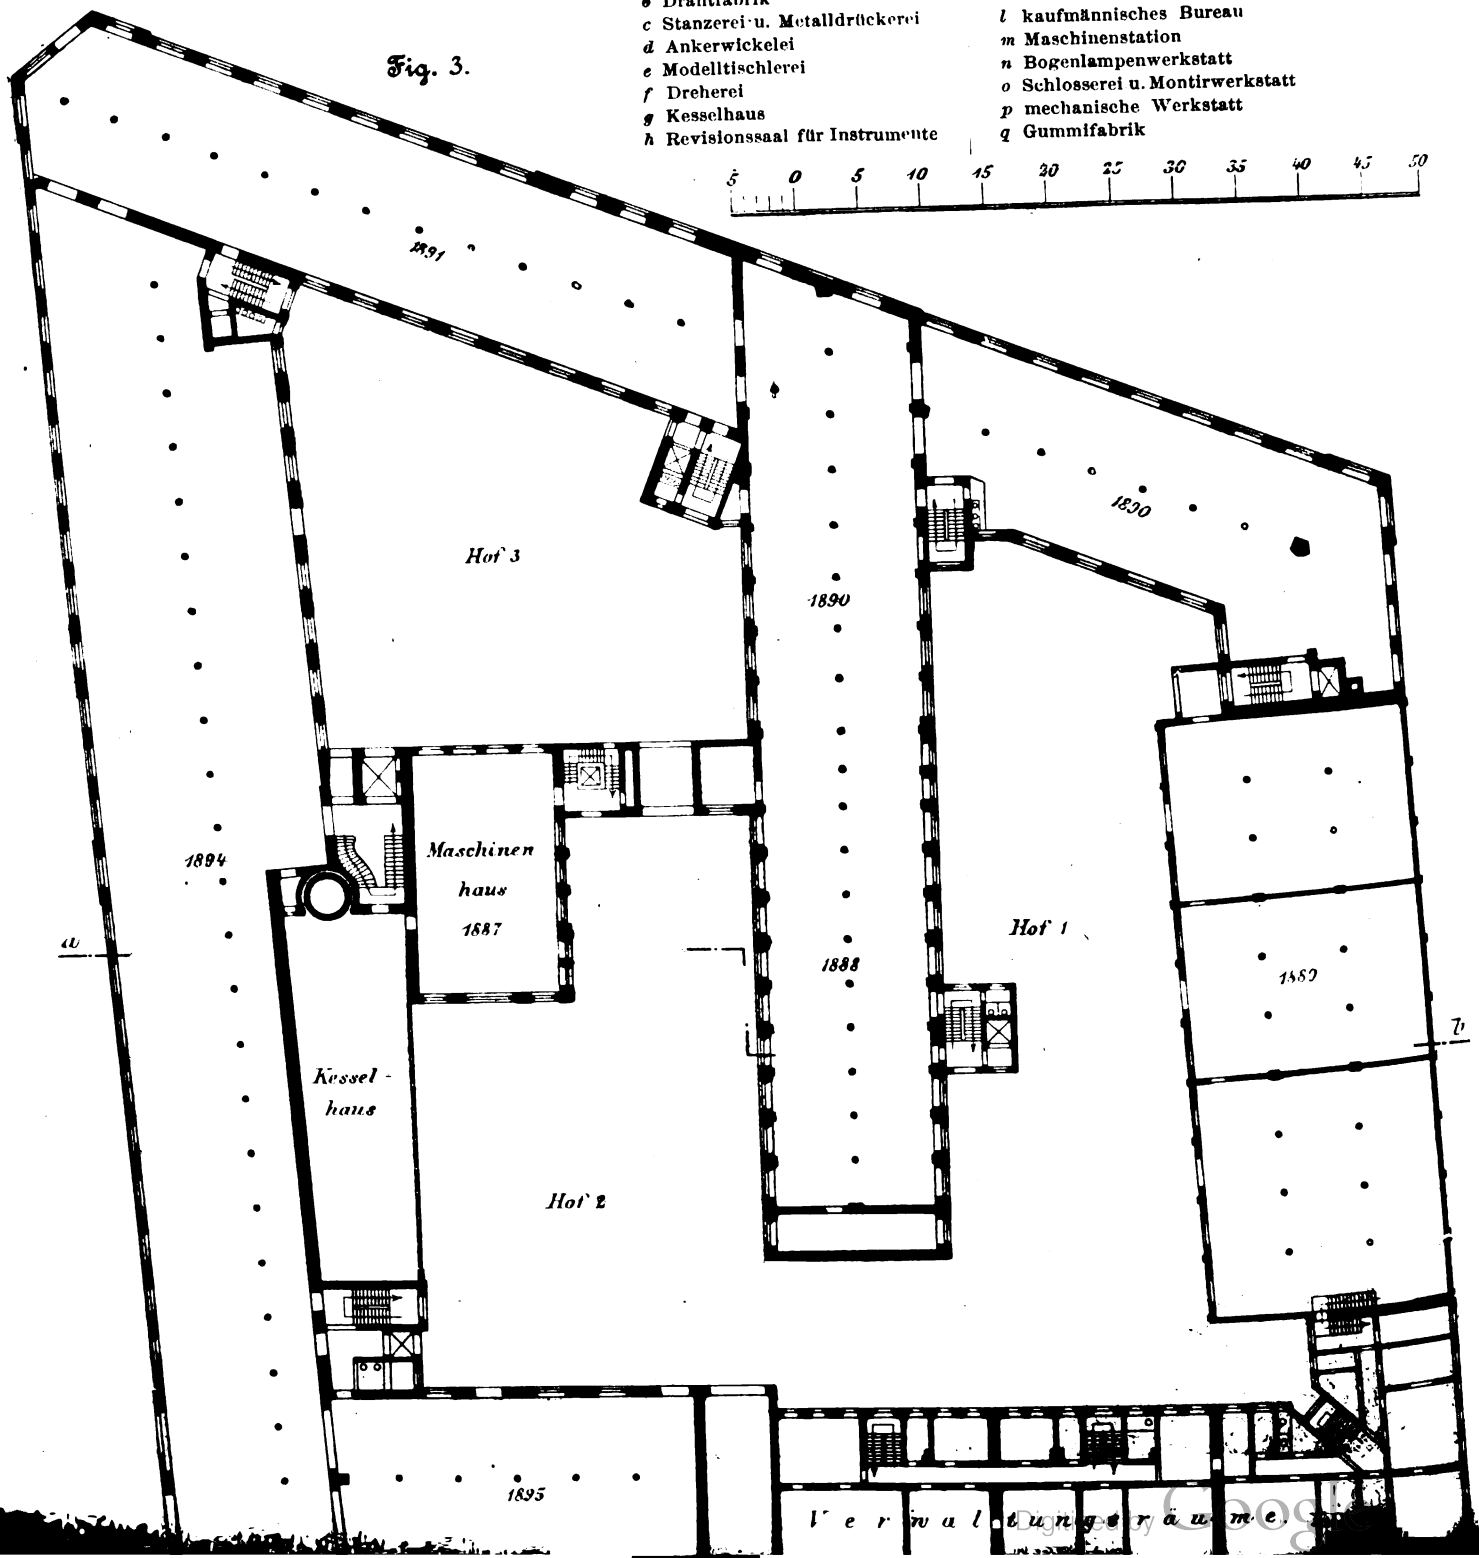 Fig. 3.
c Stanzerei u. Metalldrückerei
d Ankerwickelei
e Modelltischlerei
f Dreherei
g Kesselhaus
h Revisionssaal für Instrumente
l kaufmännisches Bureau
m Maschinenstation
n Bogenlampenwerkstatt
o Schlosserei u. Montirwerkstatt
p mechanische Werkstatt
q Gummifabrik
5 0 5 10 15 20 25 30 35 40 45 50
1891
1890
Hof 3
1890
1894
Maschinen
haus
1887
Hof 1
1888
1889
a
b
Kessel-
haus
Hof 2
1895
Verwaltungsräume.
Digitized by Google